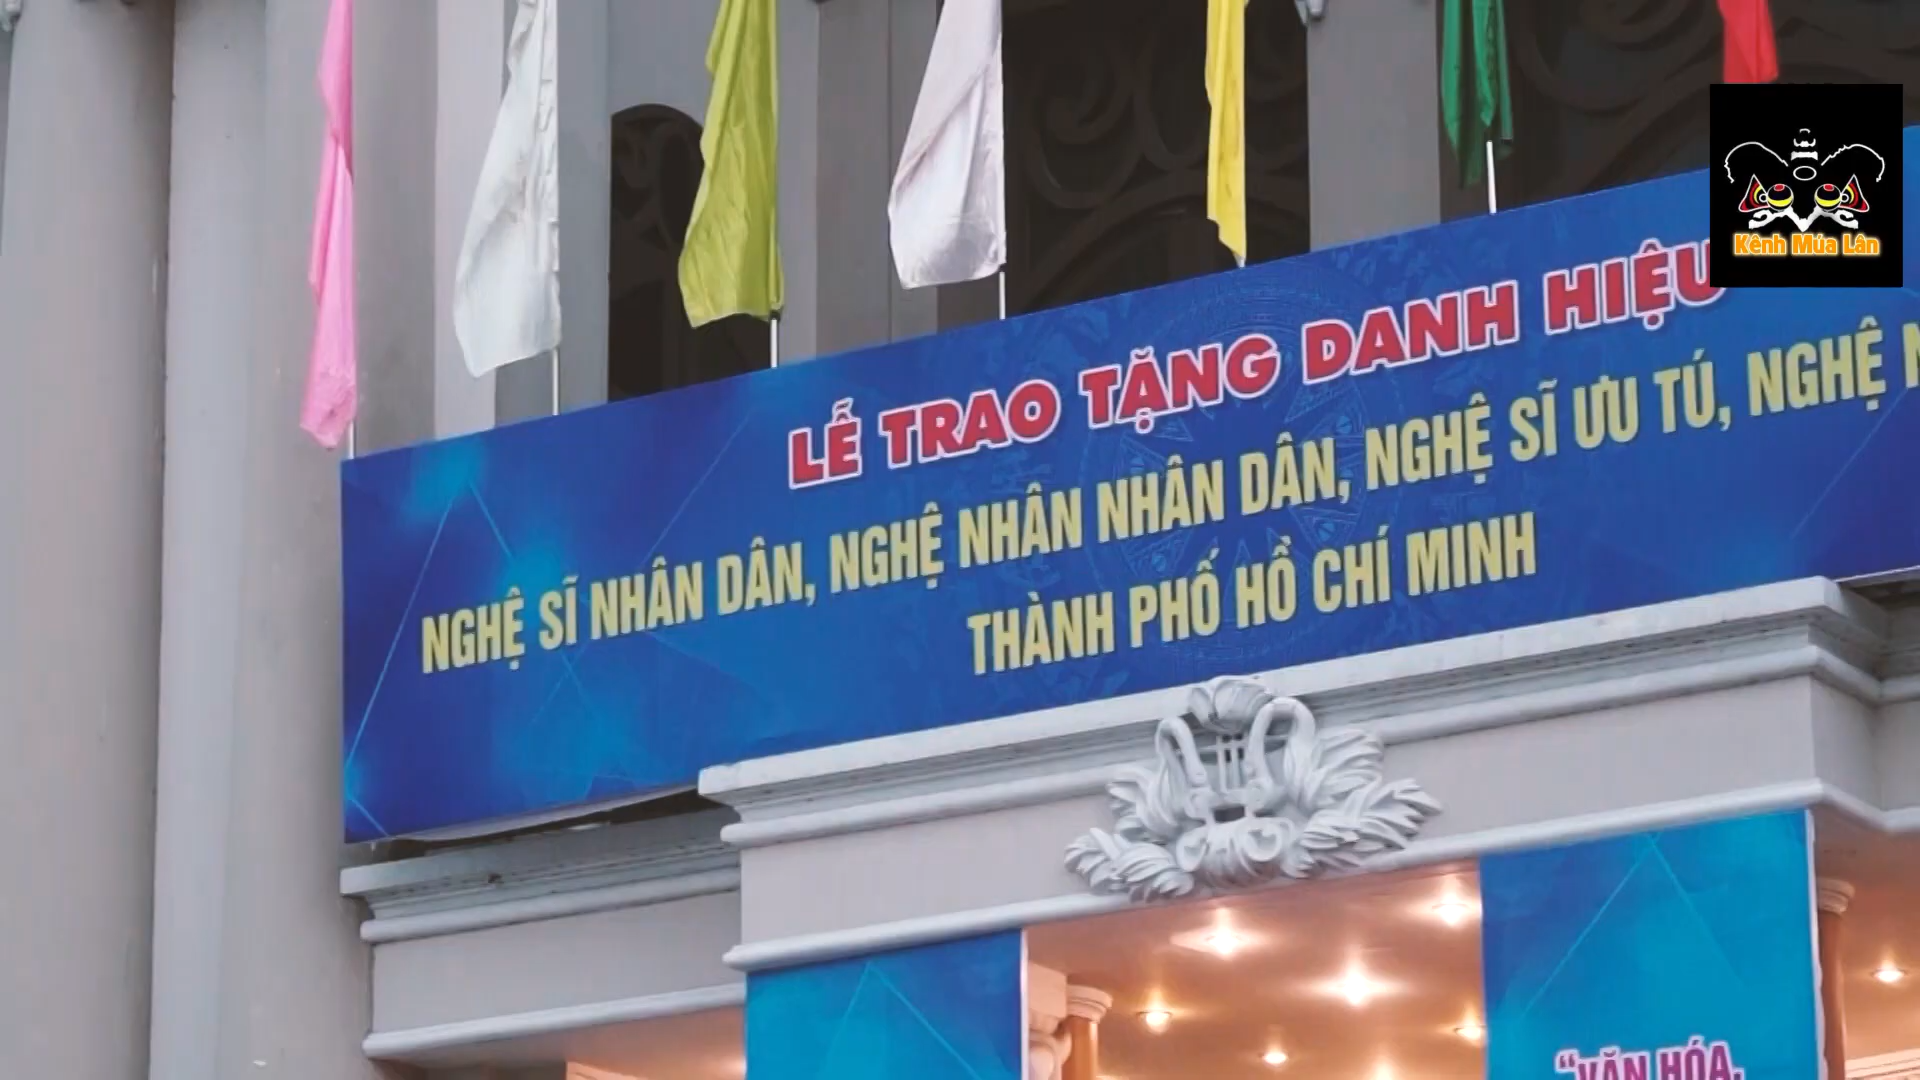 LỄ TRAO TẶNG DANH HIỆU
NGHỆ SĨ NHÂN DÂN, NGHỆ NHÂN NHÂN DÂN, NGHỆ SĨ ƯU TÚ, NGHỆ
THÀNH PHỐ HỒ CHÍ MINH
Kênh Múa Lân
“VĂN HÓA,